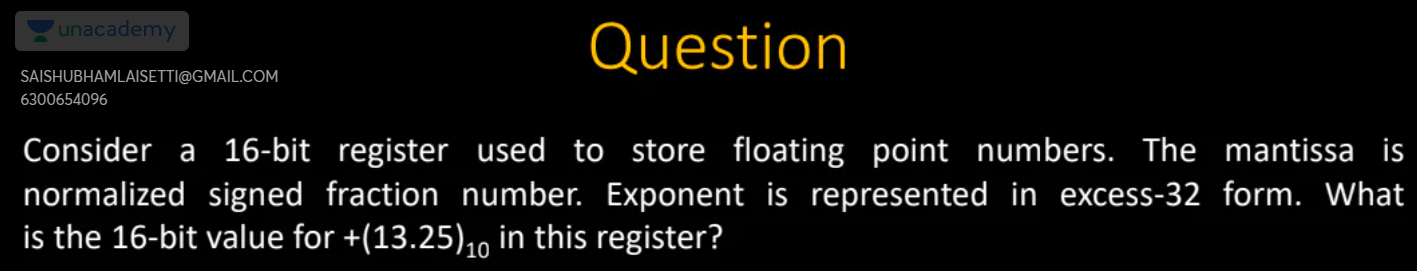 unacademy
Question
SAISHUBHAMLAISETTI@GMAIL.COM
6300654096
Consider a 16-bit register used to store floating point numbers. The mantissa is
normalized signed fraction number. Exponent is represented in excess-32 form. What
is the 16-bit value for +(13.25)₁₀ in this register?